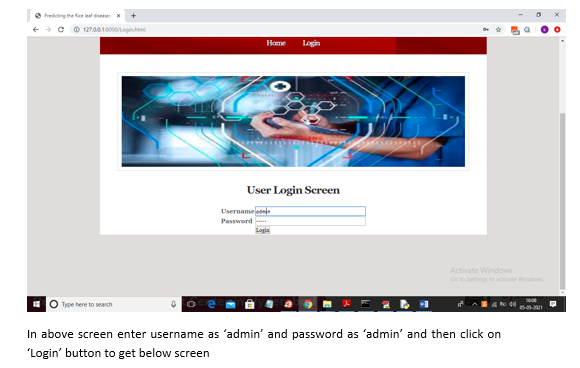 Predicting the Rice leaf disease
127.0.0.1:8000/Login.html
Home Login
User Login Screen
Username admin
Password •••••
Login
Activate Windows
Go to Settings to activate Windows.
Type here to search
16:08
05-05-2021
In above screen enter username as ‘admin’ and password as ‘admin’ and then click on
‘Login’ button to get below screen